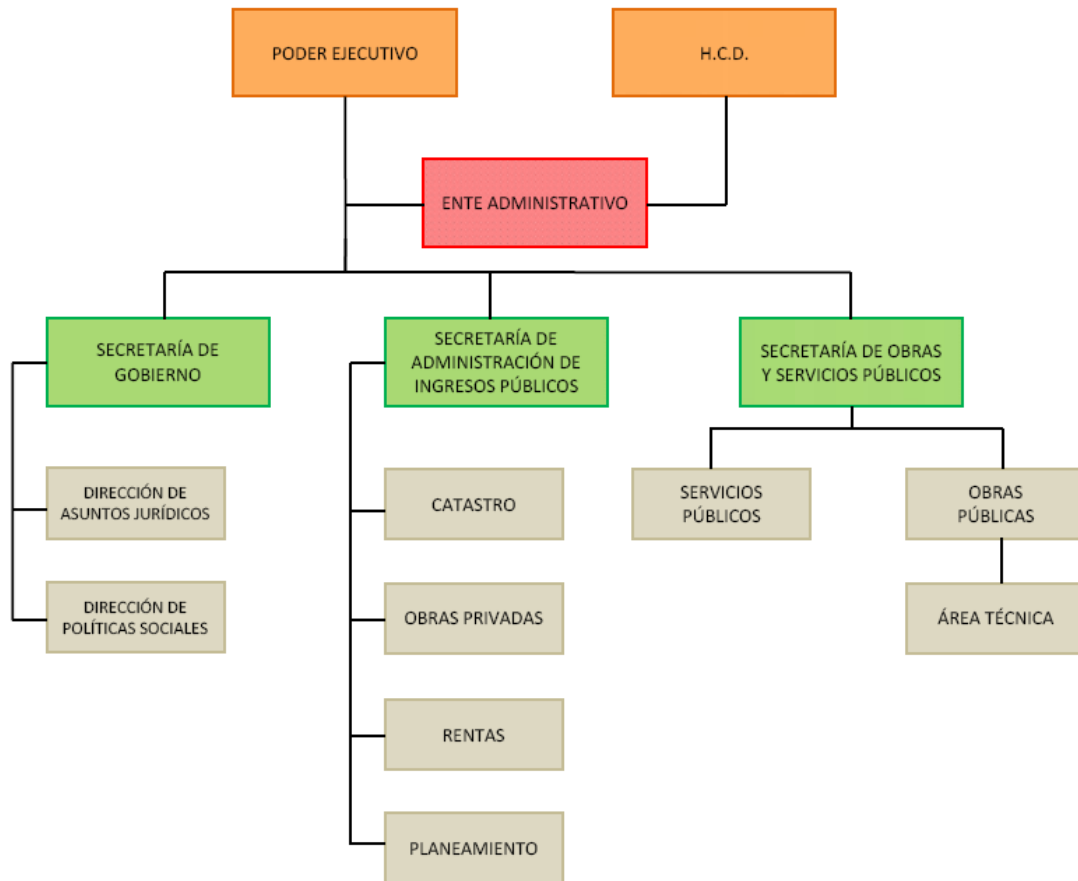 PODER EJECUTIVO
H.C.D.
ENTE ADMINISTRATIVO
SECRETARÍA DE
GOBIERNO
SECRETARÍA DE
ADMINISTRACIÓN DE
INGRESOS PÚBLICOS
SECRETARÍA DE OBRAS
Y SERVICIOS PÚBLICOS
DIRECCIÓN DE
ASUNTOS JURÍDICOS
CATASTRO
SERVICIOS
PÚBLICOS
OBRAS
PÚBLICAS
DIRECCIÓN DE
POLÍTICAS SOCIALES
OBRAS PRIVADAS
ÁREA TÉCNICA
RENTAS
PLANEAMIENTO